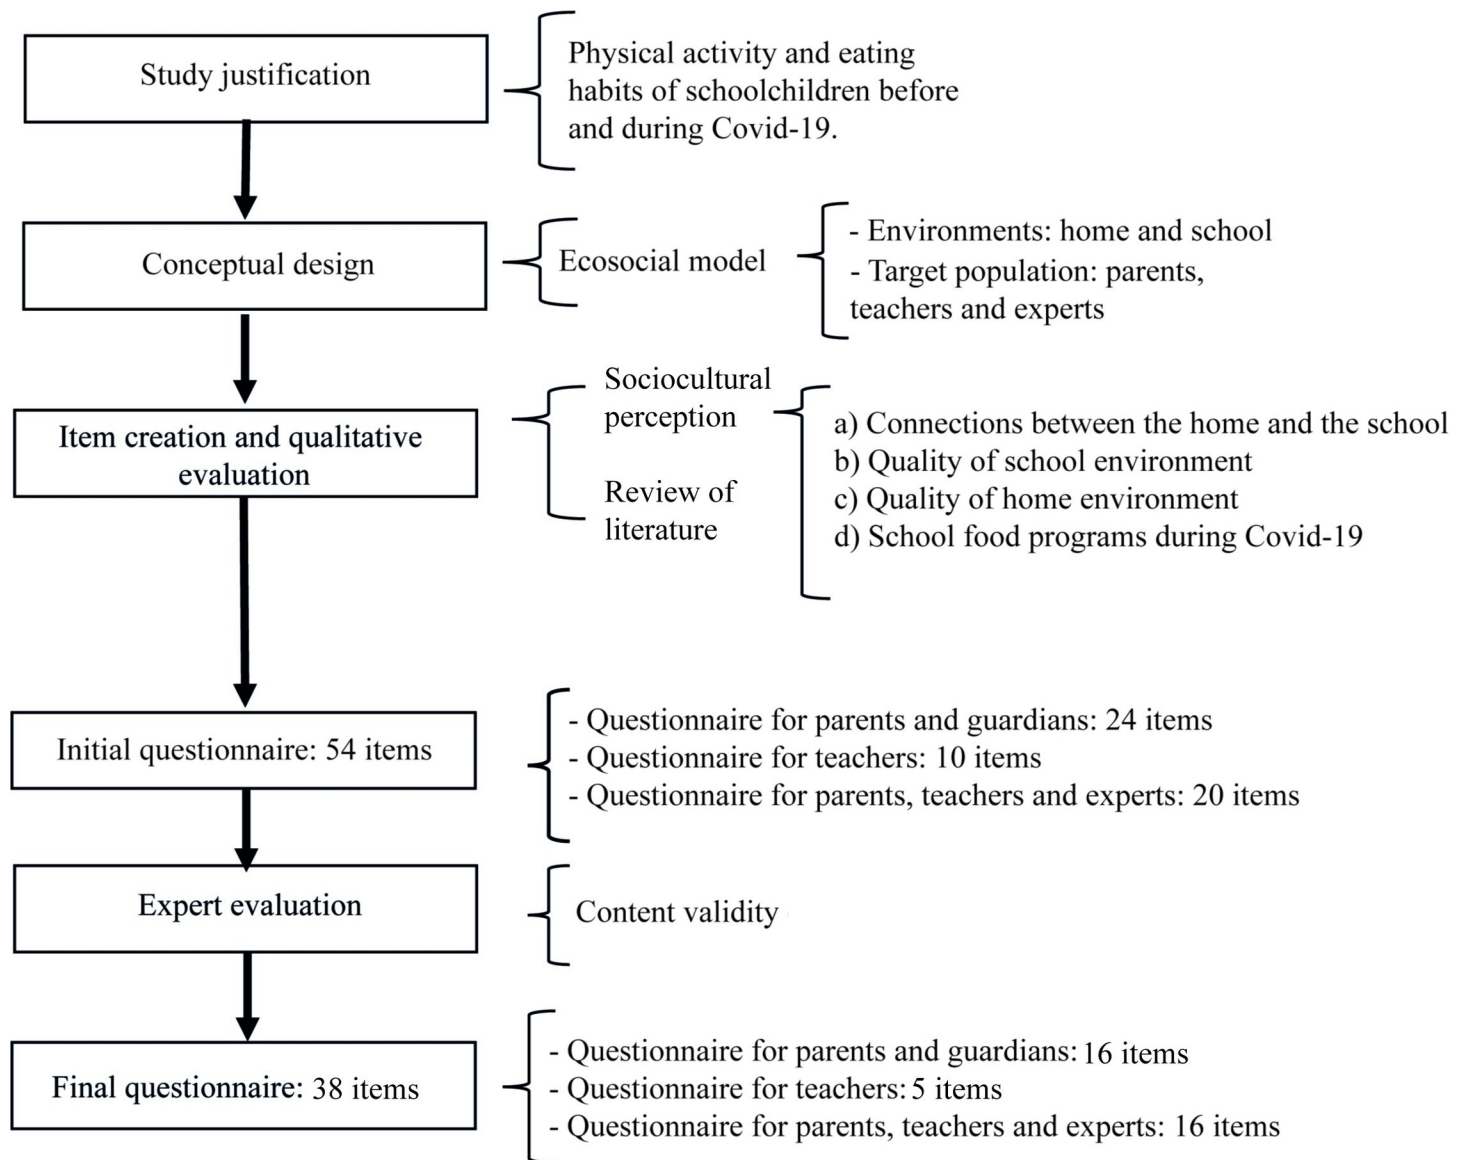 Study justification
Physical activity and eating
habits of schoolchildren before
and during Covid-19.
Conceptual design
Ecosocial model
- Environments: home and school
- Target population: parents,
teachers and experts
Item creation and qualitative
evaluation
Sociocultural
perception
Review of
literature
a) Connections between the home and the school
b) Quality of school environment
c) Quality of home environment
d) School food programs during Covid-19
Initial questionnaire: 54 items
- Questionnaire for parents and guardians: 24 items
- Questionnaire for teachers: 10 items
- Questionnaire for parents, teachers and experts: 20 items
Expert evaluation
Content validity
Final questionnaire: 38 items
- Questionnaire for parents and guardians: 16 items
- Questionnaire for teachers: 5 items
- Questionnaire for parents, teachers and experts: 16 items